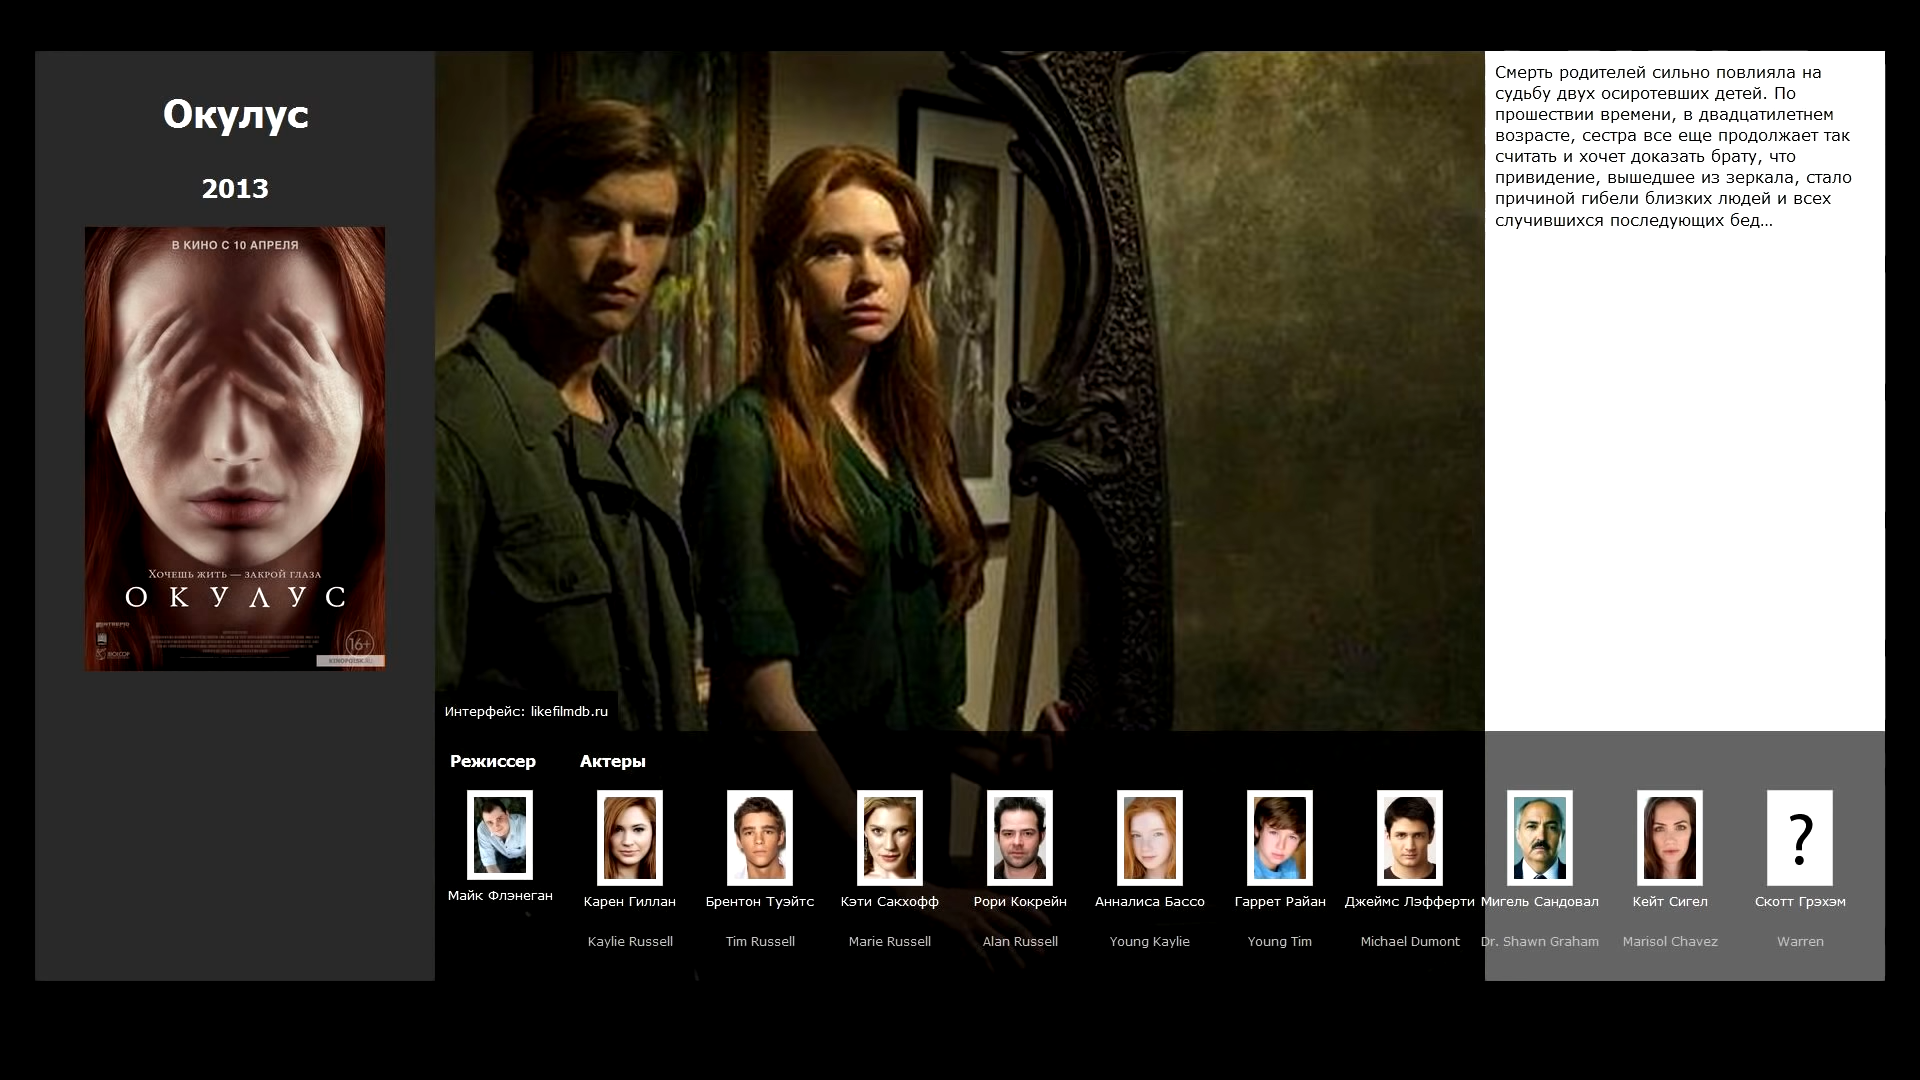 Окулус
2013
В КИНО С 10 АПРЕЛЯ
Хочешь жить — закрой глаза
ОКУЛУС
INTREPID
16+
KINOPOISK.RU
Интерфейс: likefilmdb.ru
Смерть родителей сильно повлияла на
судьбу двух осиротевших детей. По
прошествии времени, в двадцатилетнем
возрасте, сестра все еще продолжает так
считать и хочет доказать брату, что
привидение, вышедшее из зеркала, стало
причиной гибели близких людей и всех
случившихся последующих бед...
Режиссер Актеры
?
Майк Флэнеган Карен Гиллан Брентон Туэйтс Кэти Сакхофф Рори Кокрейн Анналиса Бассо Гаррет Райан Джеймс Лэфферти Мигель Сандовал Кейт Сигел Скотт Грэхэм
Kaylie Russell Tim Russell Marie Russell Alan Russell Young Kaylie Young Tim Michael Dumont Dr. Shawn Graham Marisol Chavez Warren